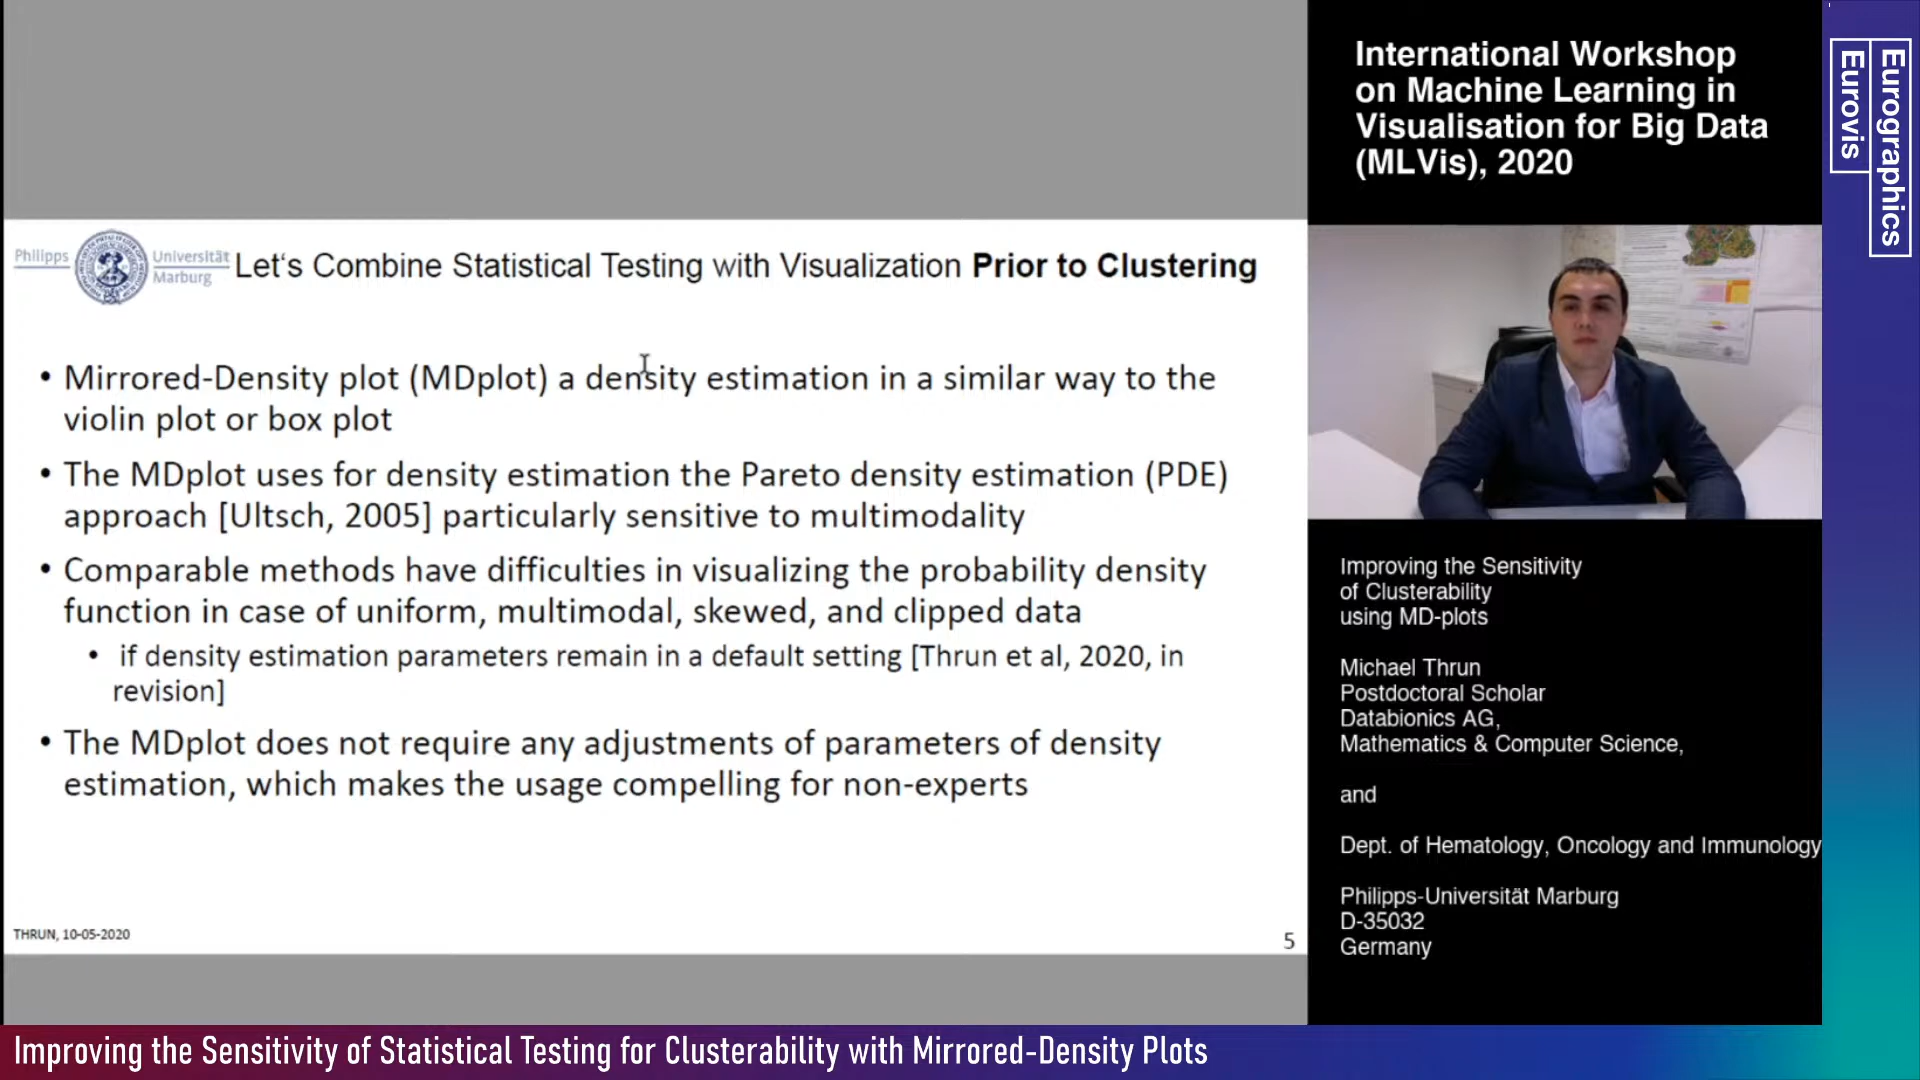 Philipps
Universität
Marburg
Let's Combine Statistical Testing with Visualization Prior to Clustering
• Mirrored-Density plot (MDplot) a density estimation in a similar way to the
violin plot or box plot
• The MDplot uses for density estimation the Pareto density estimation (PDE)
approach [Ultsch, 2005] particularly sensitive to multimodality
• Comparable methods have difficulties in visualizing the probability density
function in case of uniform, multimodal, skewed, and clipped data
• if density estimation parameters remain in a default setting [Thrun et al, 2020, in
revision]
• The MDplot does not require any adjustments of parameters of density
estimation, which makes the usage compelling for non-experts
THRUN, 10-05-2020
5
International Workshop
on Machine Learning in
Visualisation for Big Data
(MLVis), 2020
Improving the Sensitivity
of Clusterability
using MD-plots
Michael Thrun
Postdoctoral Scholar
Databionics AG,
Mathematics & Computer Science,
and
Dept. of Hematology, Oncology and Immunology
Philipps-Universität Marburg
D-35032
Germany
Eurographics
Eurovis
Improving the Sensitivity of Statistical Testing for Clusterability with Mirrored-Density Plots